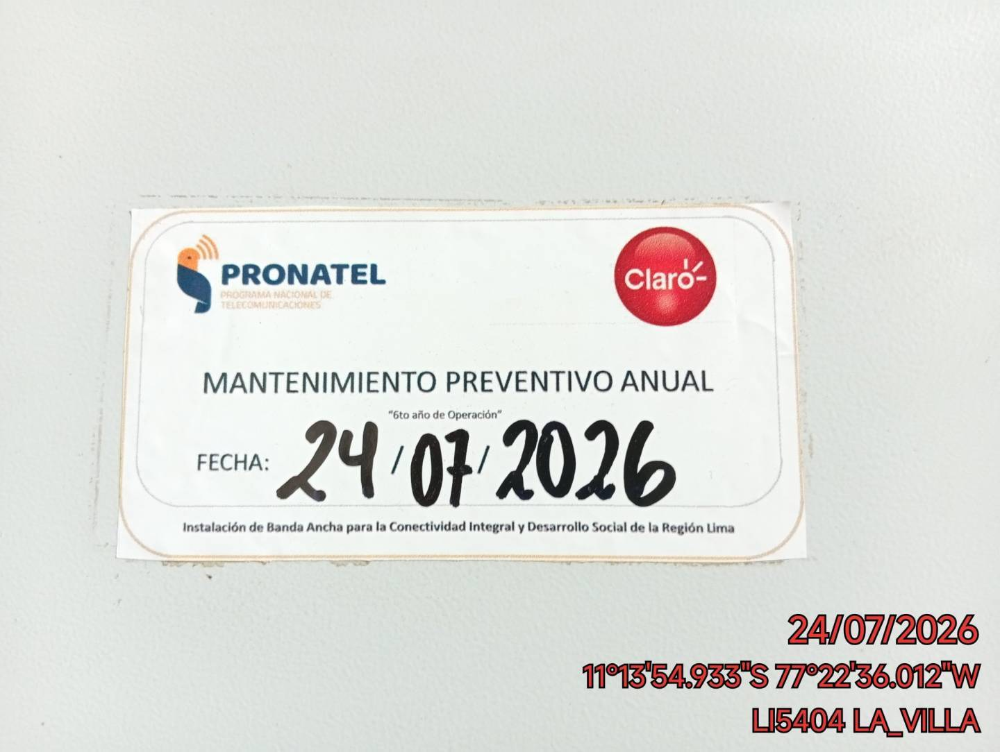 PRONATEL
PROGRAMA NACIONAL DE
TELECOMUNICACIONES
Claro
MANTENIMIENTO PREVENTIVO ANUAL
"6to año de Operación"
FECHA: 24/07/2026
Instalación de Banda Ancha para la Conectividad Integral y Desarrollo Social de la Región Lima
24/07/2026
11°13'54.933"S 77°22'36.012"W
LI5404 LA_VILLA